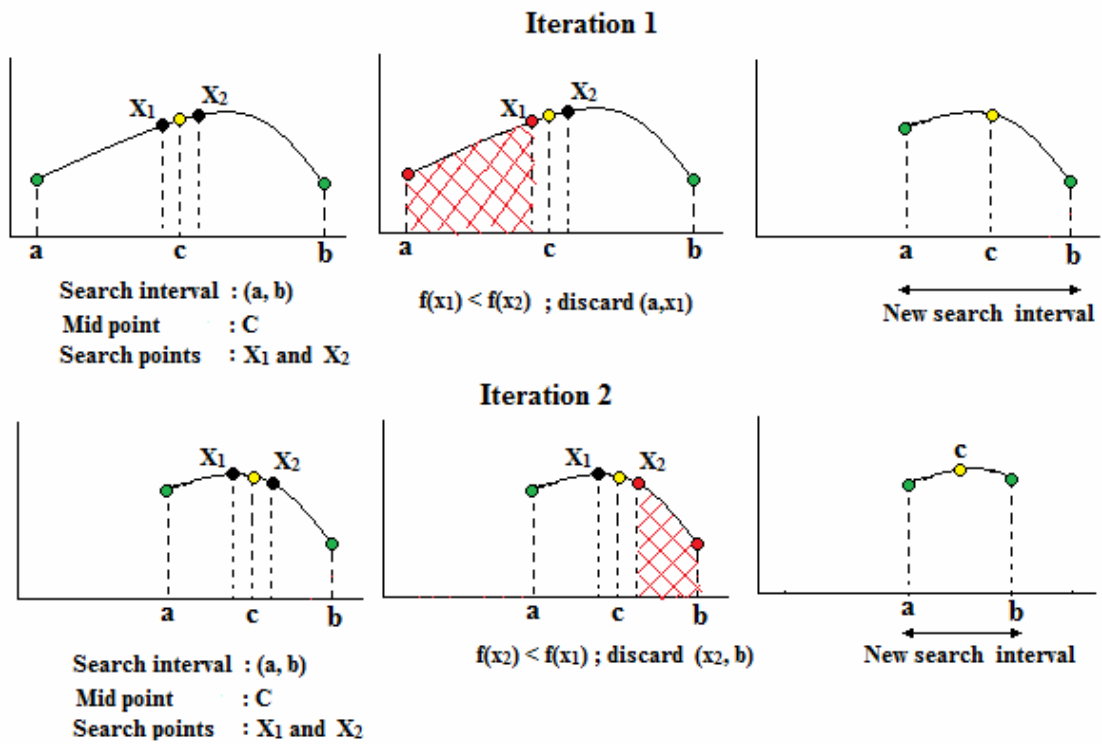 Iteration 1
X1 X2
a c b
Search interval : (a, b)
Mid point : C
Search points : X1 and X2
X1 X2
a c b
f(x1) < f(x2) ; discard (a,x1)
a c b
New search interval
Iteration 2
X1 X2
a c b
Search interval : (a, b)
Mid point : C
Search points : X1 and X2
X1 X2
a c b
f(x2) < f(x1) ; discard (x2, b)
c
a b
New search interval